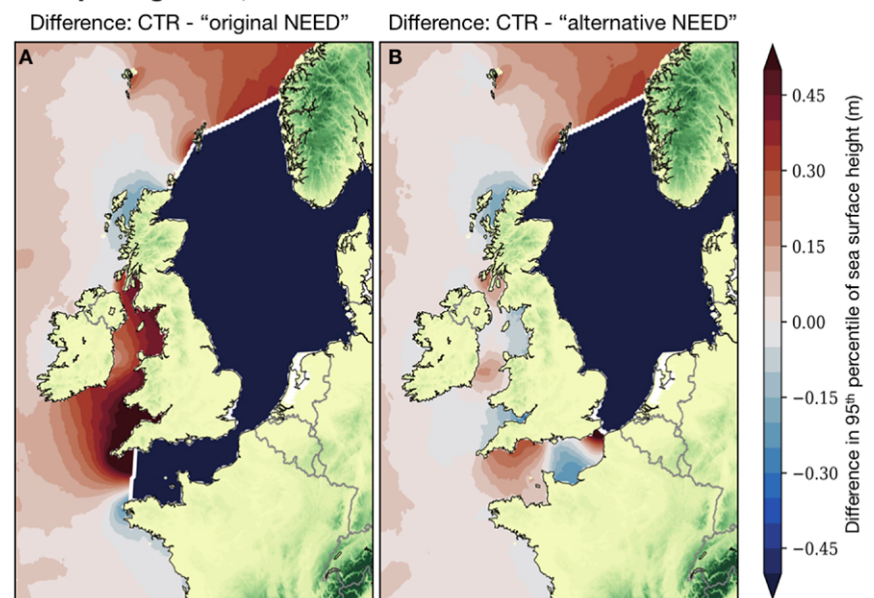 Difference: CTR - “original NEED”
Difference: CTR - “alternative NEED”
A
B
0.45
0.30
0.15
0.00
−0.15
−0.30
−0.45
Difference in 95th percentile of sea surface height (m)